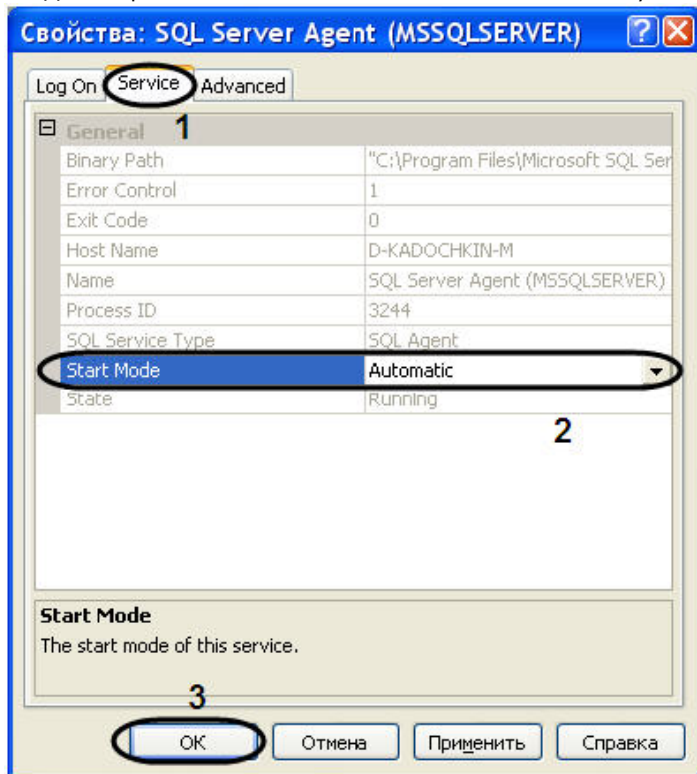 Свойства: SQL Server Agent (MSSQLSERVER)
Log On Service Advanced
1
General
Binary Path "C:\Program Files\Microsoft SQL Ser
Error Control 1
Exit Code 0
Host Name D-KADOCHKIN-M
Name SQL Server Agent (MSSQLSERVER)
Process ID 3244
SQL Service Type SQL Agent
Start Mode Automatic
State Running
2
Start Mode
The start mode of this service.
3
ОК Отмена Применить Справка